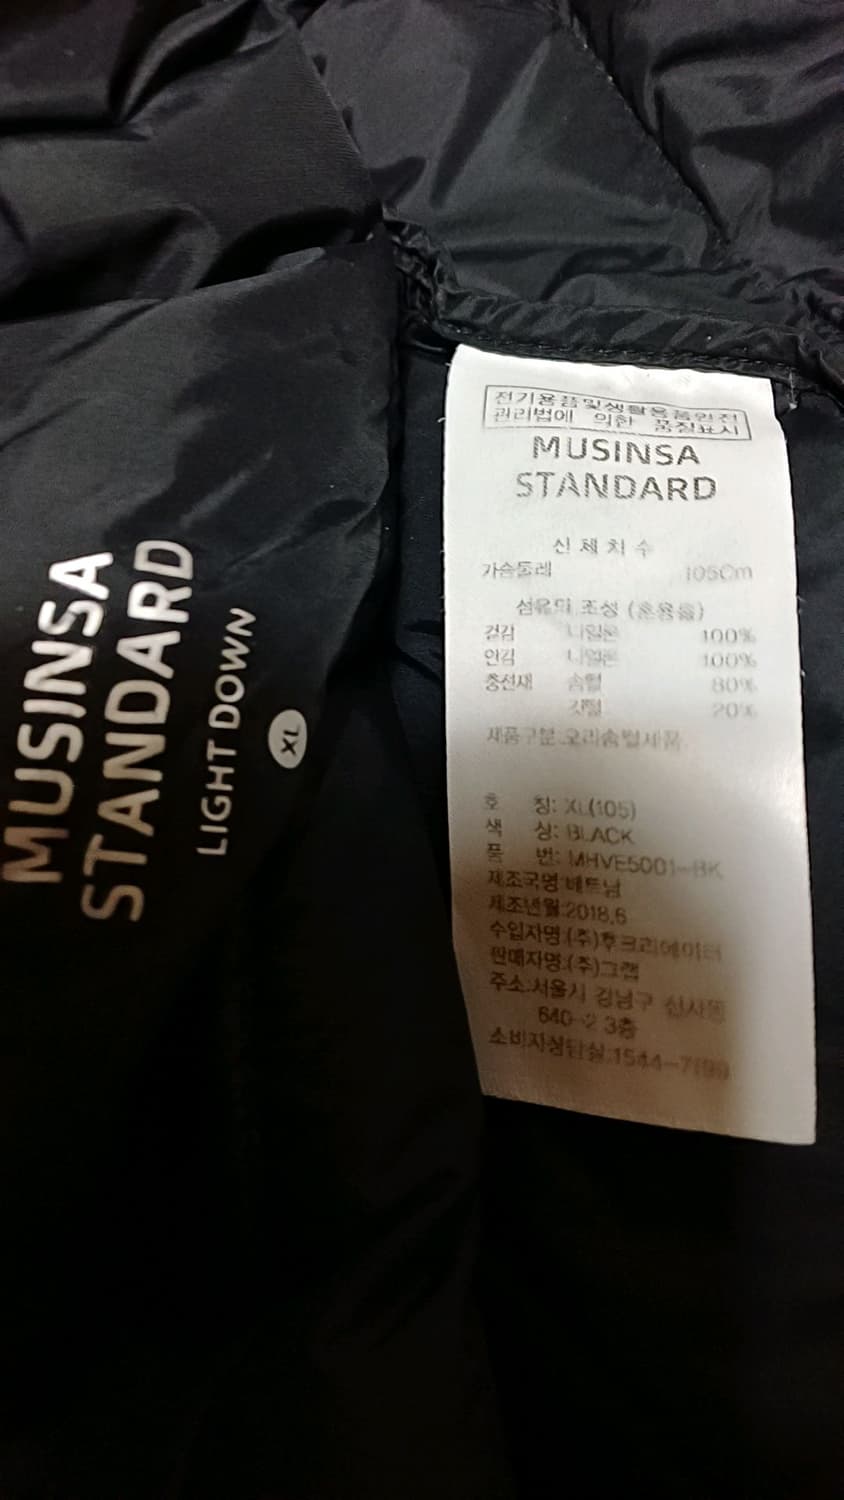 MUSINSA
STANDARD
LIGHT DOWN
XL
전기용품및생활용품안전
관리법에 의한 품질표시
MUSINSA
STANDARD
신체치수
가슴둘레 105Cm
섬유의 조성 (혼용율)
겉감 나일론 100%
안감 나일론 100%
충전재 솜털 80%
깃털 20%
제품구분:오리솜털제품
호 칭: XL(105)
색 상: BLACK
품 번: MHVE5001-BK
제조국명:베트남
제조년월:2018.6
수입자명:(주)후크리에이터
판매자명:(주)그랩
주소:서울시 강남구 신사동
640-2 3층
소비자상담실:1544-7199